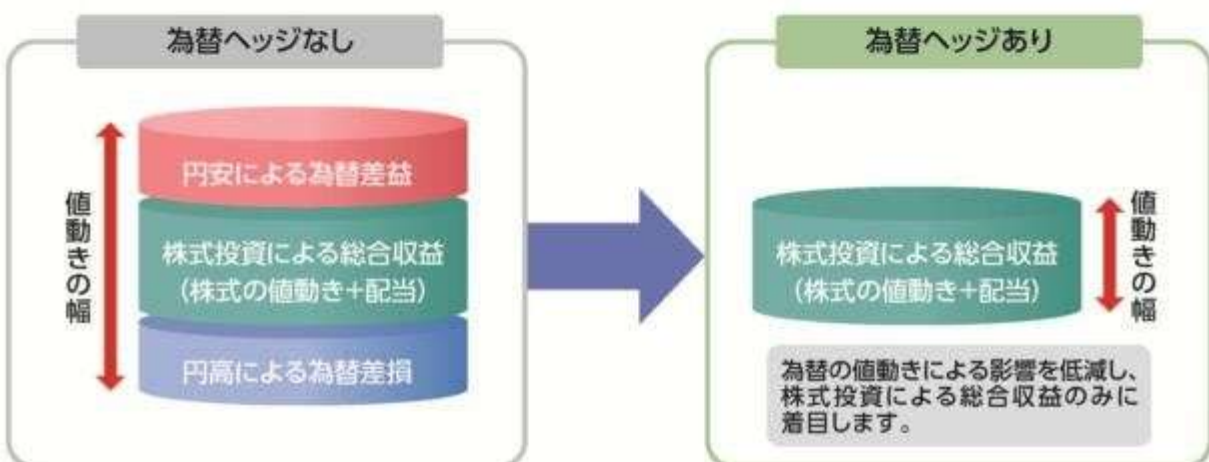 為替ヘッジなし
値動きの幅
円安による為替差益
株式投資による総合収益
(株式の値動き+配当)
円高による為替差損
為替ヘッジあり
株式投資による総合収益
(株式の値動き+配当)
値動きの幅
為替の値動きによる影響を低減し、
株式投資による総合収益のみに
着目します。